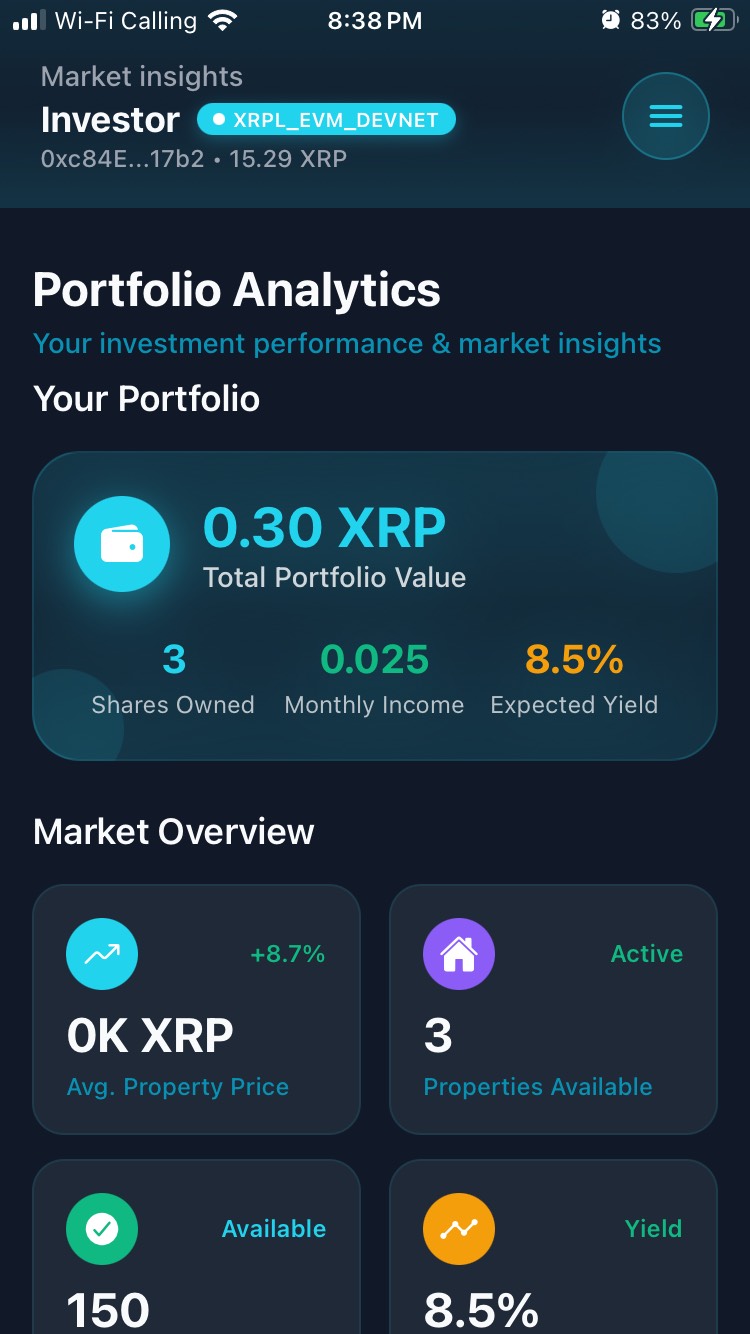 Wi-Fi Calling 8:38 PM 83%
Market insights
Investor XRPL_EVM_DEVNET
0xc84E...17b2 • 15.29 XRP
Portfolio Analytics
Your investment performance & market insights
Your Portfolio
0.30 XRP
Total Portfolio Value
3 0.025 8.5%
Shares Owned Monthly Income Expected Yield
Market Overview
+8.7%
0K XRP
Avg. Property Price
Active
3
Properties Available
Available
150
Yield
8.5%